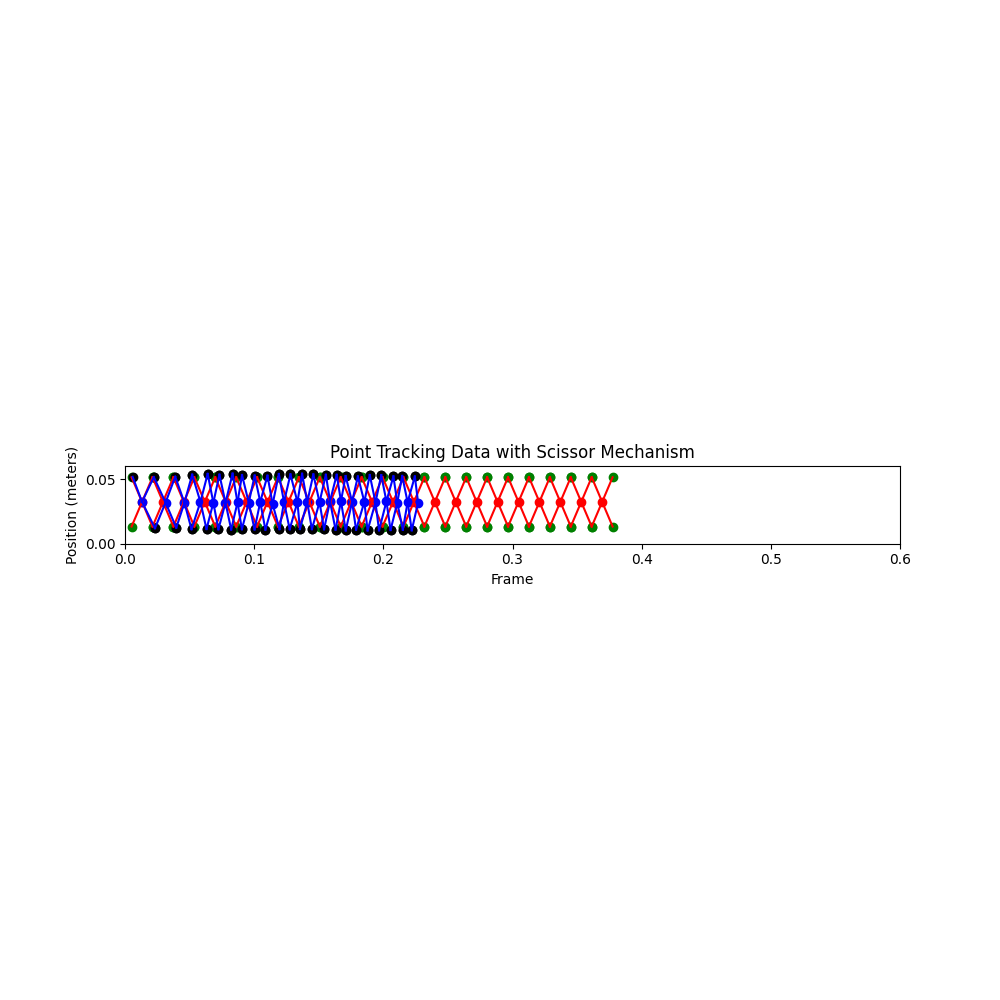 Point Tracking Data with Scissor Mechanism
Position (meters)
0.05
0.00
0.0 0.1 0.2 0.3 0.4 0.5 0.6
Frame